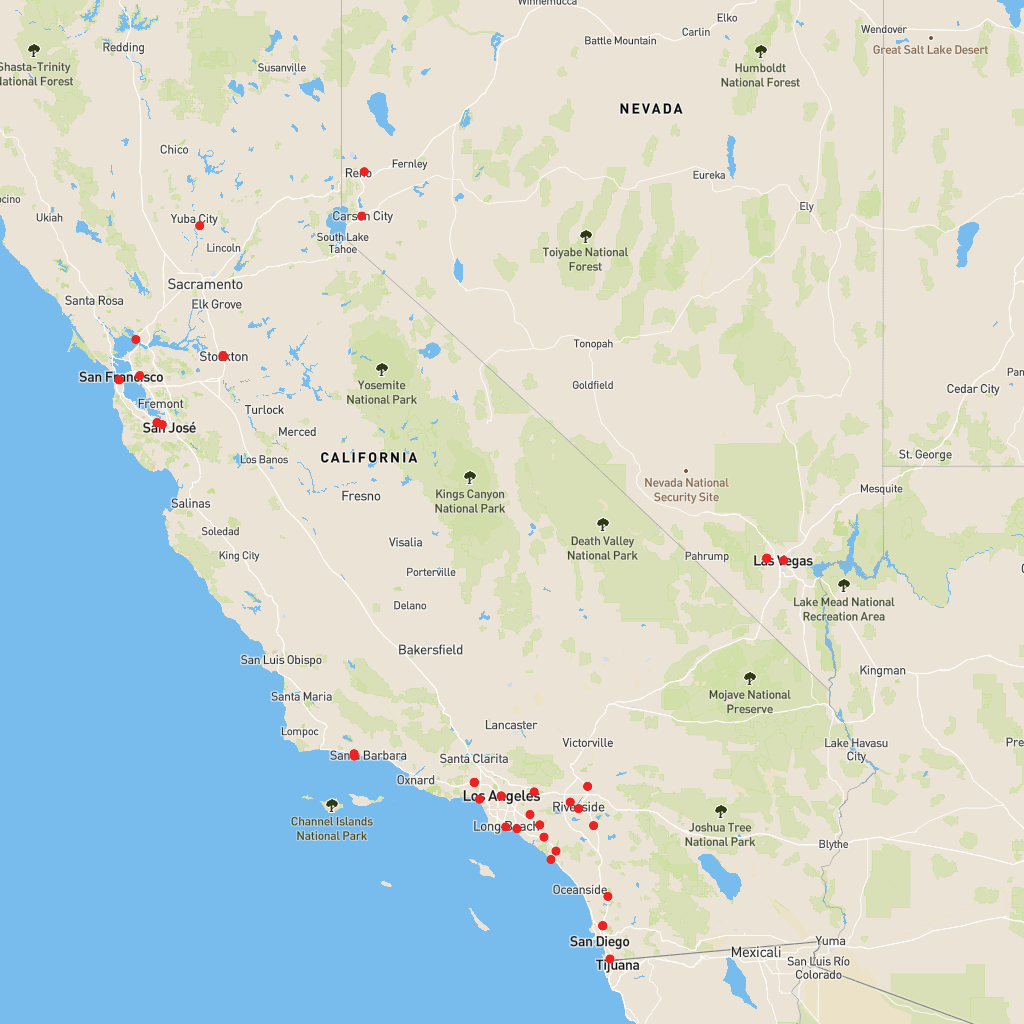 Winnemucca
Elko
Carlin
Wendover
Battle Mountain
Great Salt Lake Desert
Redding
Shasta-Trinity
National Forest
Susanville
Humboldt
National Forest
NEVADA
Chico
Reno
Fernley
Eureka
Ely
Ukiah
Yuba City
Carson City
South Lake
Tahoe
Lincoln
Toiyabe National
Forest
Sacramento
Santa Rosa
Elk Grove
Tonopah
Stockton
San Francisco
Yosemite
National Park
Goldfield
Cedar City
Fremont
Turlock
San José
Merced
CALIFORNIA
Los Banos
St. George
Nevada National
Security Site
Mesquite
Fresno
Kings Canyon
National Park
Salinas
Soledad
King City
Visalia
Death Valley
National Park
Pahrump
Las Vegas
Porterville
Delano
Lake Mead National
Recreation Area
Bakersfield
San Luis Obispo
Kingman
Santa Maria
Mojave National
Preserve
Lompoc
Lancaster
Victorville
Lake Havasu
City
Santa Barbara
Santa Clarita
Oxnard
Los Angeles
Riverside
Channel Islands
National Park
Long Beach
Joshua Tree
National Park
Blythe
Oceanside
San Diego
Tijuana
Mexicali
Yuma
San Luis Río
Colorado